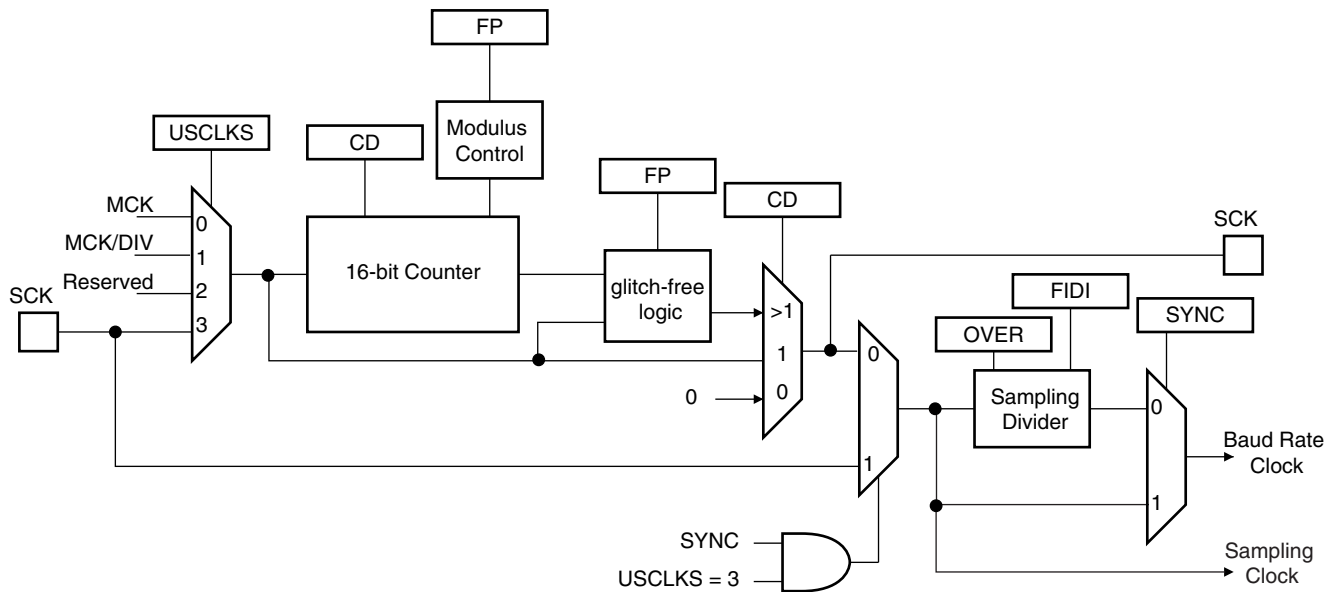 FP
USCLKS
CD
Modulus
Control
FP
CD
MCK
MCK/DIV
Reserved
SCK
0
1
2
3
16-bit Counter
glitch-free
logic
>1
1
0
0
SCK
FIDI
OVER
SYNC
0
1
Sampling
Divider
0
1
Baud Rate
Clock
SYNC
USCLKS = 3
Sampling
Clock